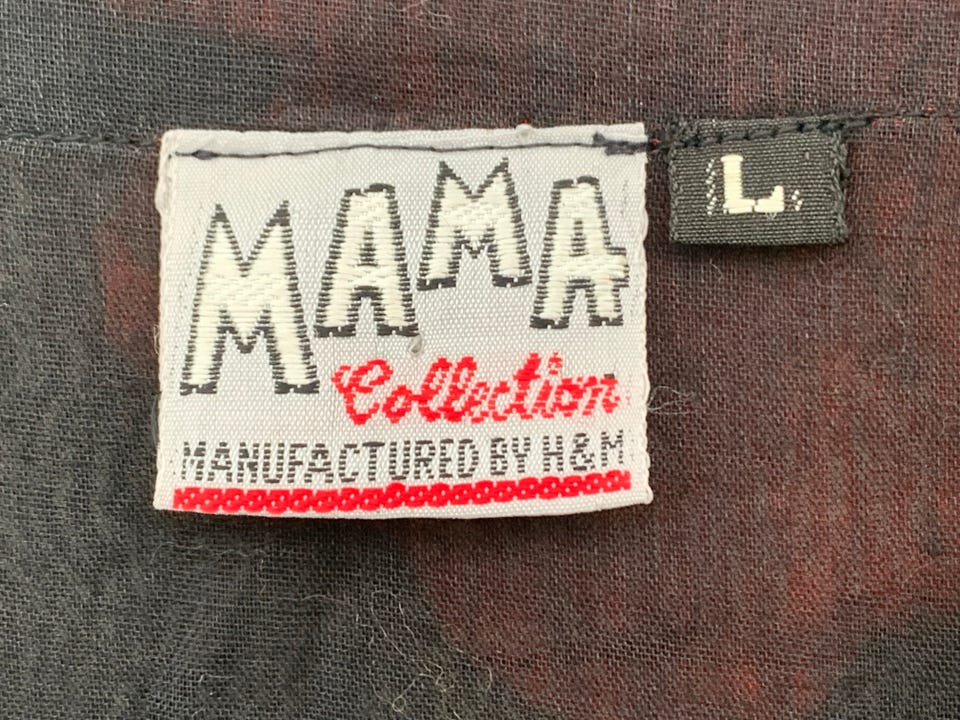 MAMA
Collection
MANUFACTURED BY H&M
L